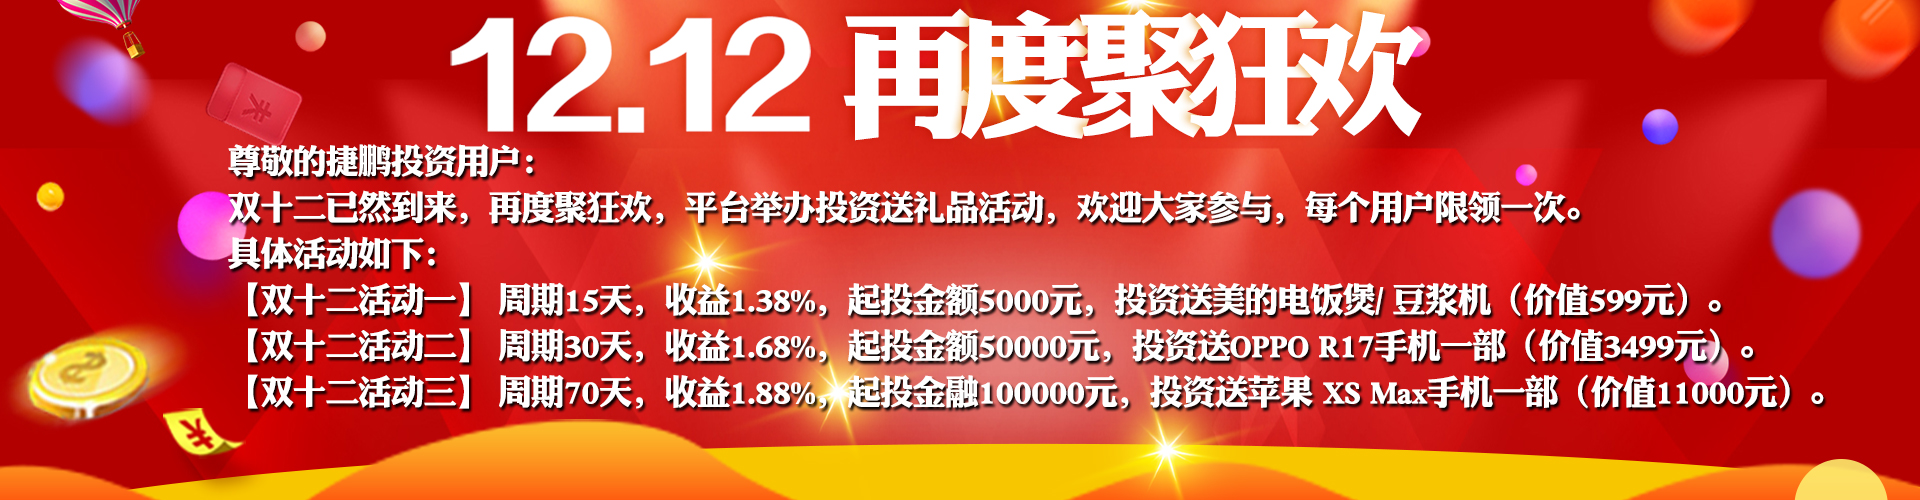 12.12 再度聚狂欢
尊敬的捷鹏投资用户：
双十二已然到来，再度聚狂欢，平台举办投资送礼品活动，欢迎大家参与，每个用户限领一次。
具体活动如下：
【双十二活动一】 周期15天，收益1.38%，起投金额5000元，投资送美的电饭煲/ 豆浆机（价值599元）。
【双十二活动二】 周期30天，收益1.68%，起投金额50000元，投资送OPPO R17手机一部（价值3499元）。
【双十二活动三】 周期70天，收益1.88%，起投金融100000元，投资送苹果 XS Max手机一部（价值11000元）。